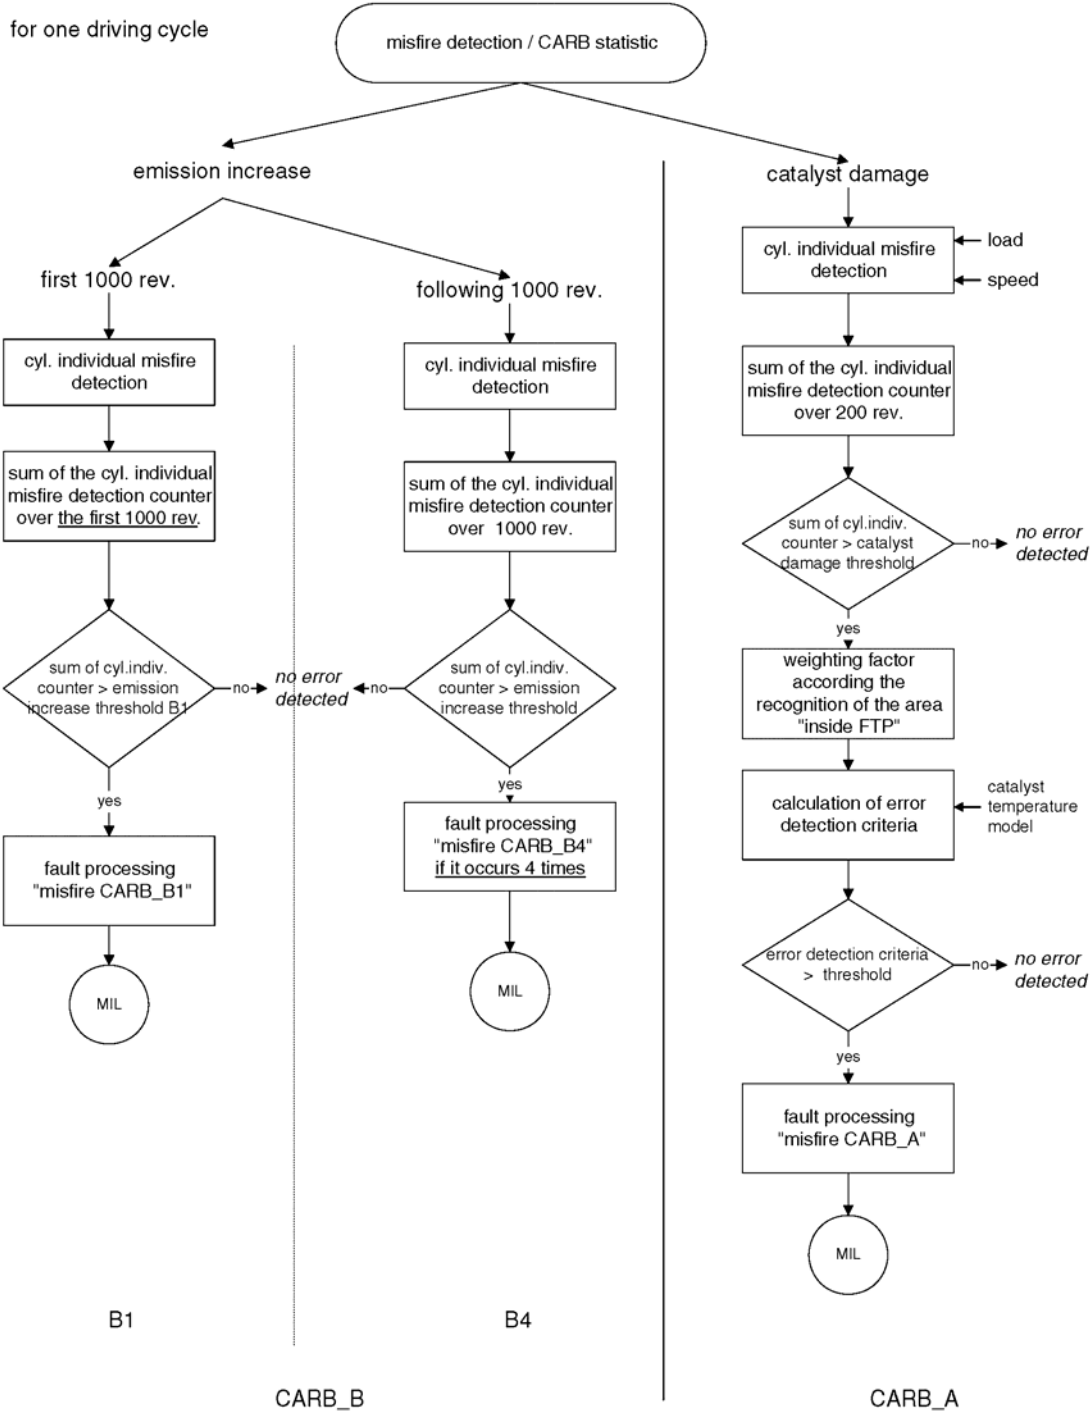 for one driving cycle
misfire detection / CARB statistic
emission increase
first 1000 rev.
cyl. individual misfire
detection
sum of the cyl. individual
misfire detection counter
over the first 1000 rev.
sum of cyl.indiv.
counter > emission
increase threshold B1
no
no error
detected
yes
fault processing
"misfire CARB_B1"
MIL
B1
following 1000 rev.
cyl. individual misfire
detection
sum of the cyl. individual
misfire detection counter
over 1000 rev.
sum of cyl.indiv.
counter > emission
increase threshold
no
yes
fault processing
"misfire CARB_B4"
if it occurs 4 times
MIL
B4
CARB_B
catalyst damage
cyl. individual misfire
detection
load
speed
sum of the cyl. individual
misfire detection counter
over 200 rev.
sum of cyl.indiv.
counter > catalyst
damage threshold
no
no error
detected
yes
weighting factor
according the
recognition of the area
"inside FTP"
calculation of error
detection criteria
catalyst
temperature
model
error detection criteria
> threshold
no
no error
detected
yes
fault processing
"misfire CARB_A"
MIL
CARB_A